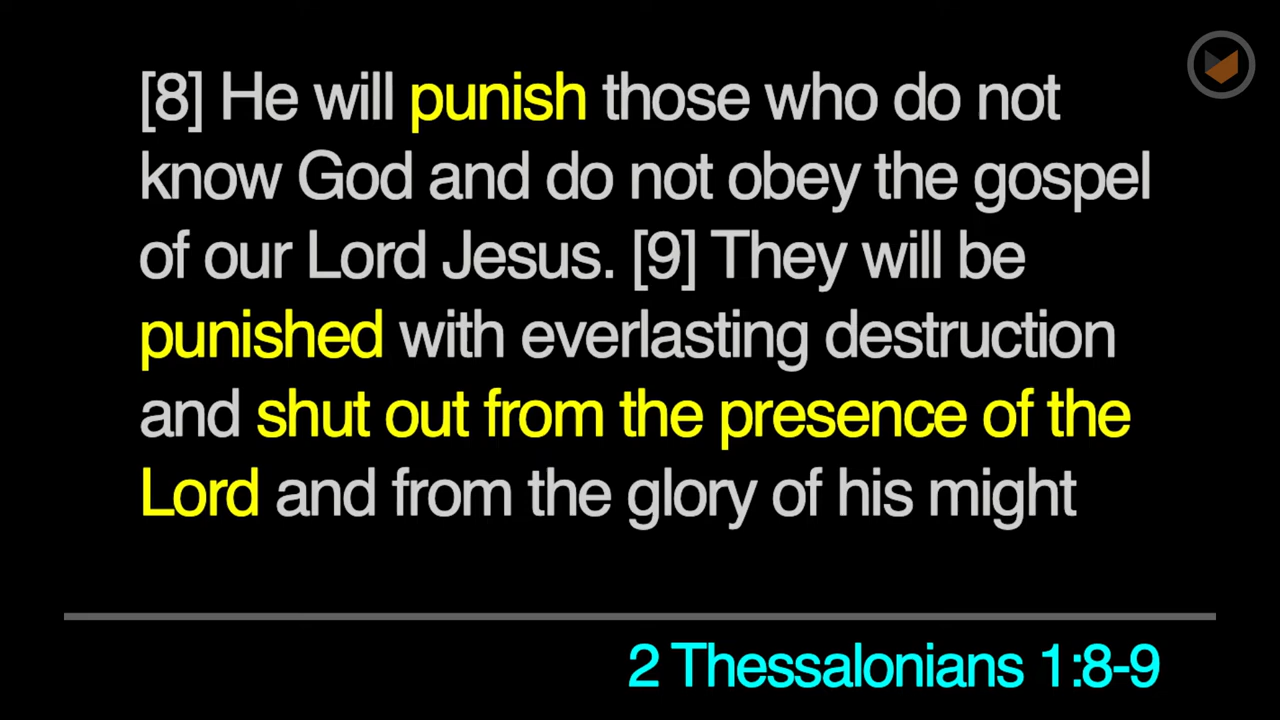 [8] He will punish those who do not
know God and do not obey the gospel
of our Lord Jesus. [9] They will be
punished with everlasting destruction
and shut out from the presence of the
Lord and from the glory of his might
2 Thessalonians 1:8-9